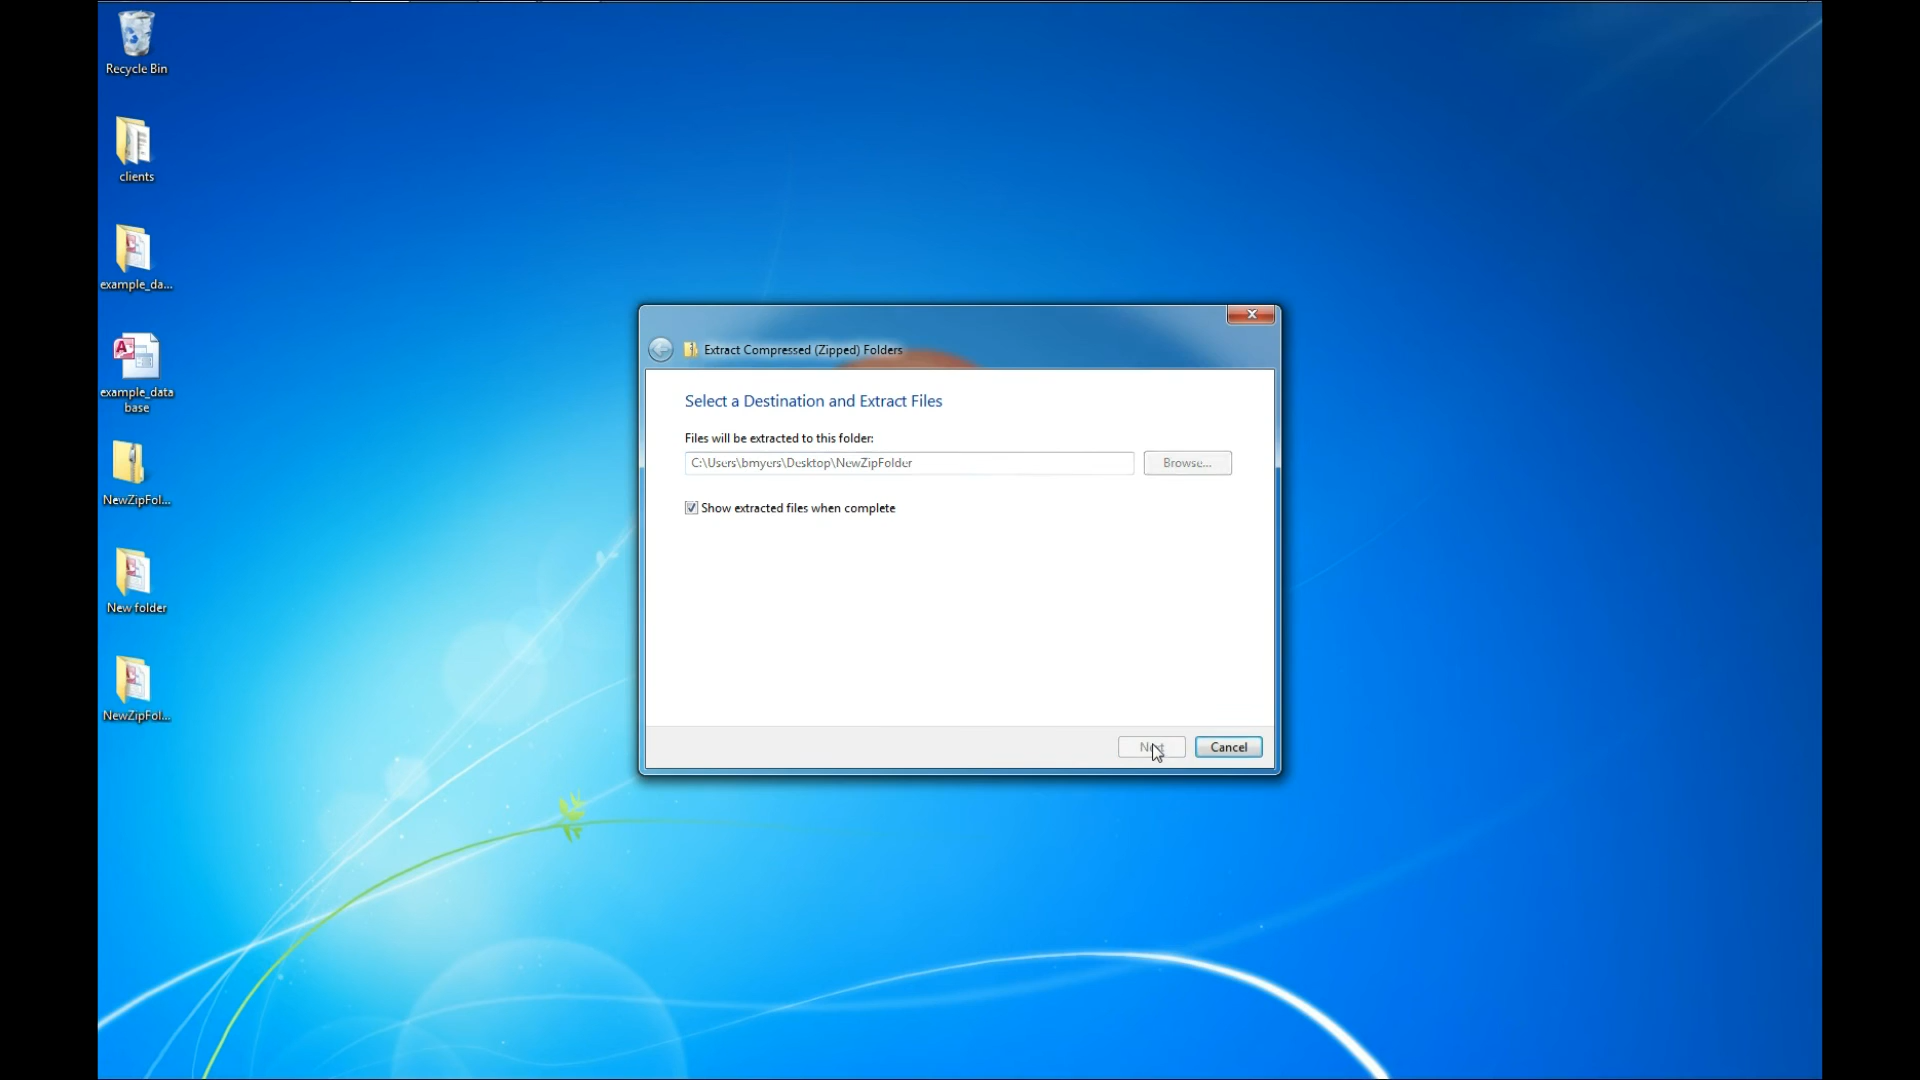 Recycle Bin
clients
example_da...
example_data
base
NewZipFol...
New folder
NewZipFol...
Extract Compressed (Zipped) Folders
Select a Destination and Extract Files
Files will be extracted to this folder:
C:\Users\bmyers\Desktop\NewZipFolder
Browse...
Show extracted files when complete
Cancel